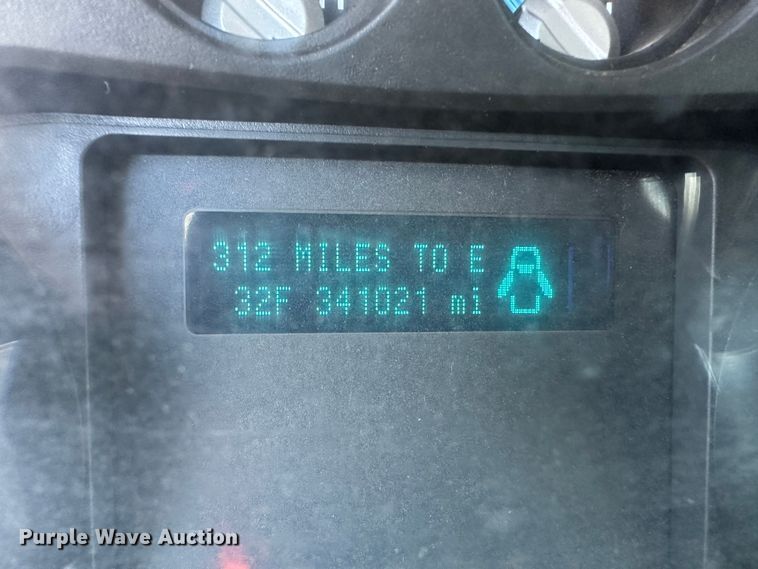 312 MILES TO E
32F 341021 mi
Purple Wave Auction